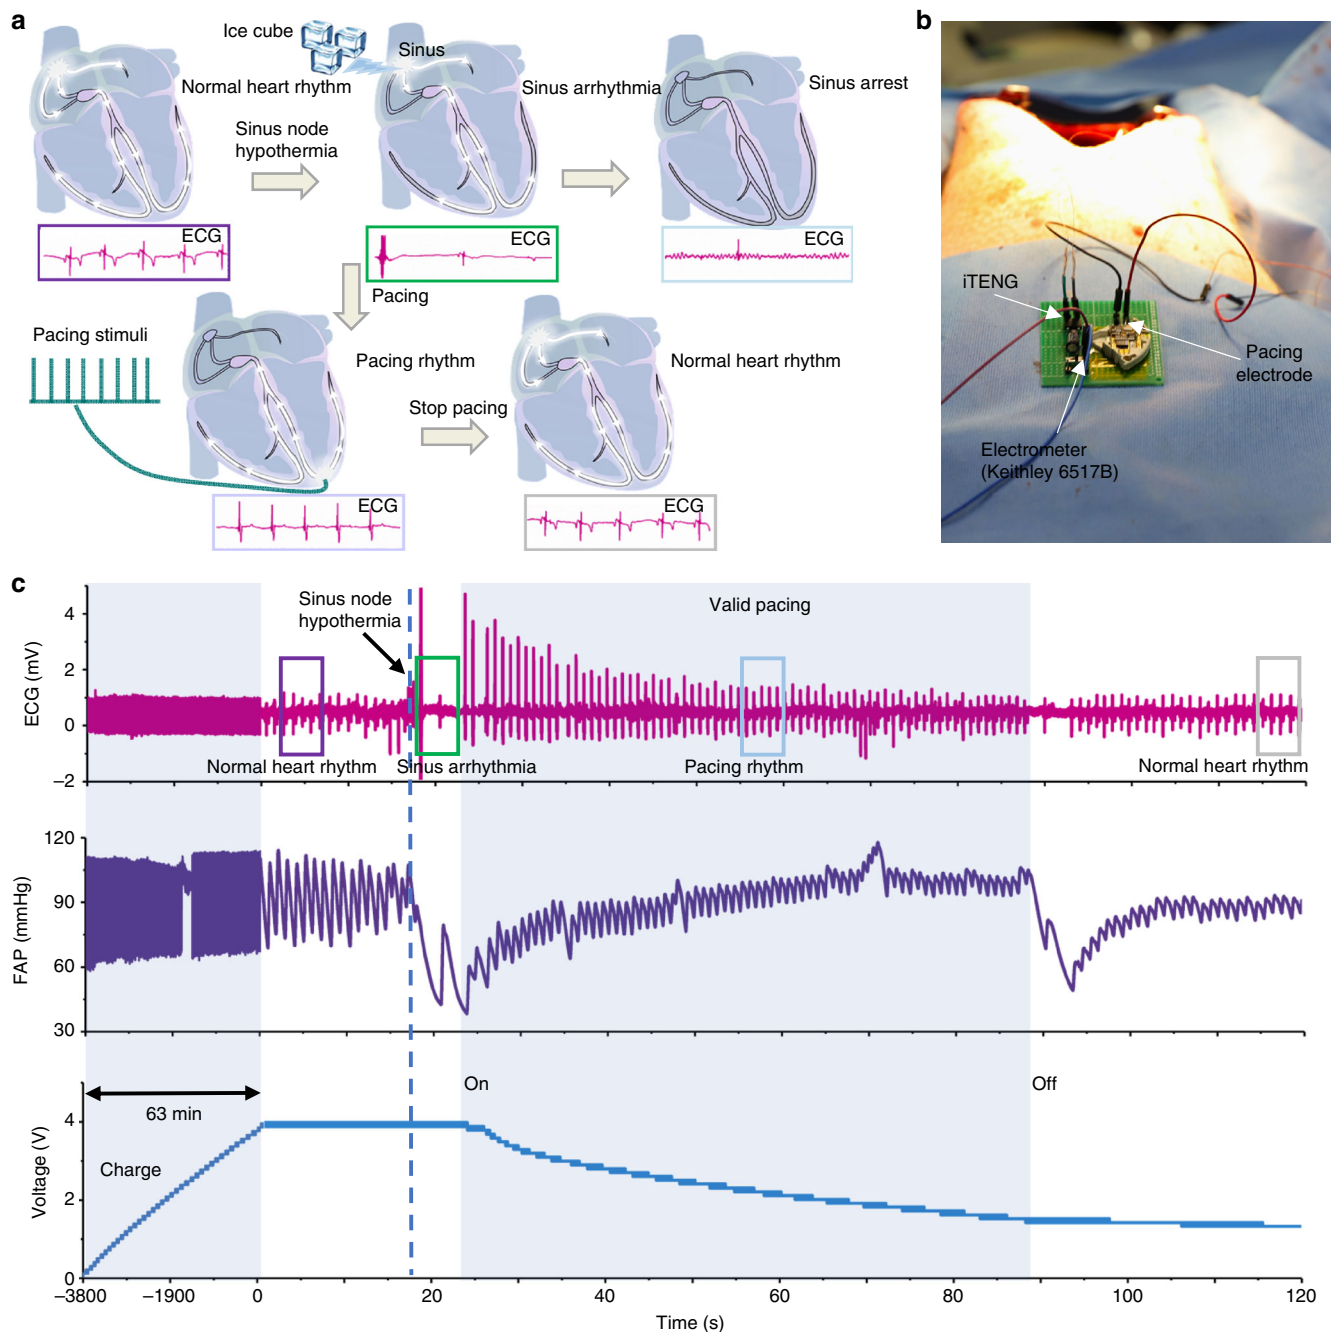 a
Ice cube
Sinus
Normal heart rhythm
Sinus arrhythmia
Sinus arrest
Sinus node
hypothermia
ECG
ECG
ECG
Pacing
Pacing stimuli
Pacing rhythm
Normal heart rhythm
Stop pacing
ECG
ECG
b
iTENG
Pacing
electrode
Electrometer
(Keithley 6517B)
c
Sinus node
hypothermia
Valid pacing
ECG (mV)
4
2
0
–2
Normal heart rhythm
Sinus arrhythmia
Pacing rhythm
Normal heart rhythm
FAP (mmHg)
120
90
60
30
On
Off
63 min
Charge
Voltage (V)
4
2
0
–3800
–1900
0
20
40
60
80
100
120
Time (s)